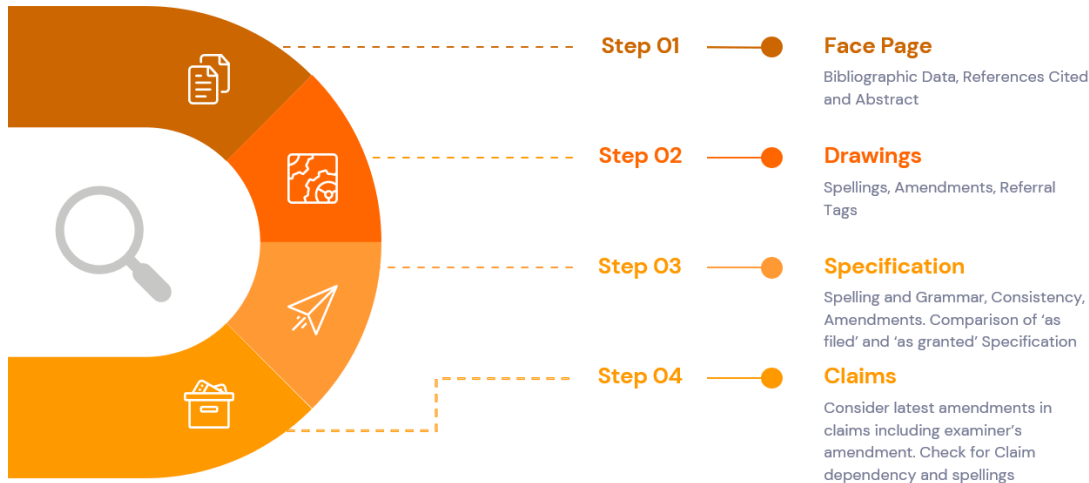 Step 01
Face Page
Bibliographic Data, References Cited
and Abstract
Step 02
Drawings
Spellings, Amendments, Referral
Tags
Step 03
Specification
Spelling and Grammar, Consistency,
Amendments. Comparison of ‘as
filed’ and ‘as granted’ Specification
Step 04
Claims
Consider latest amendments in
claims including examiner’s
amendment. Check for Claim
dependency and spellings